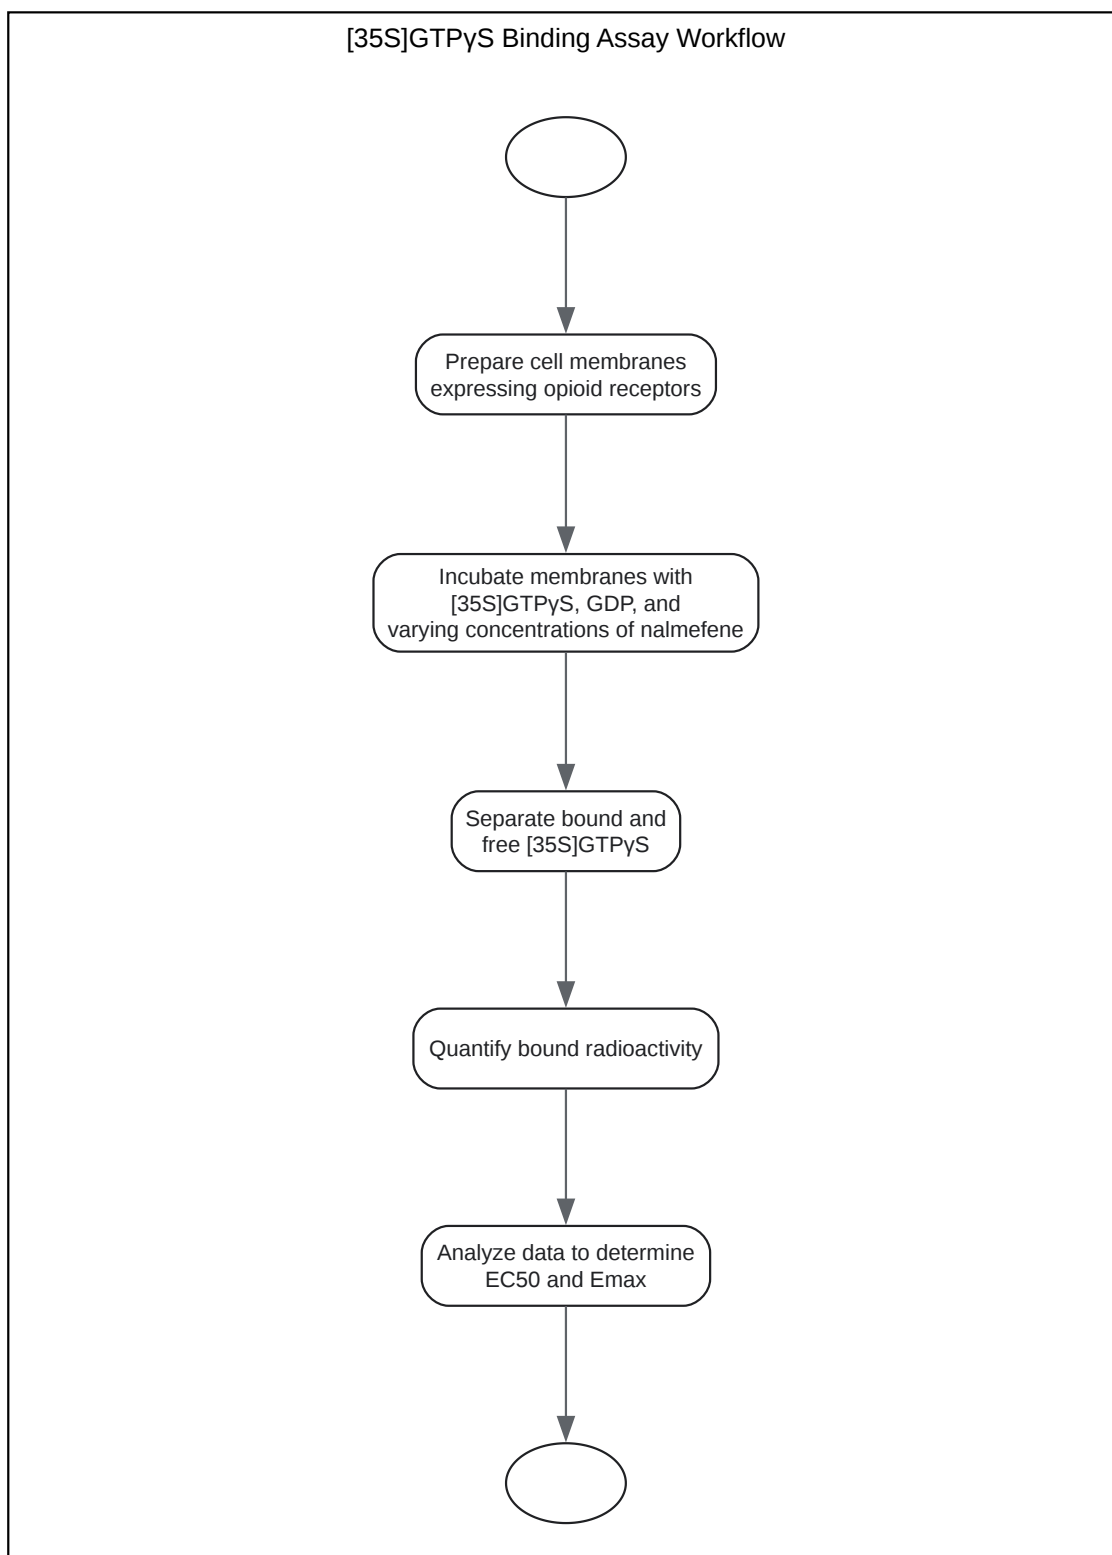 [35S]GTPγS Binding Assay Workflow
Prepare cell membranes
expressing opioid receptors
Incubate membranes with
[35S]GTPγS, GDP, and
varying concentrations of nalmefene
Separate bound and
free [35S]GTPγS
Quantify bound radioactivity
Analyze data to determine
EC50 and Emax